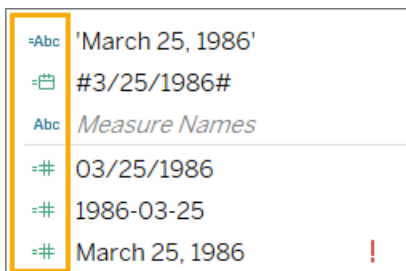 =Abc 'March 25, 1986'
=# #3/25/1986#
Abc Measure Names
=# 03/25/1986
=# 1986-03-25
=# March 25, 1986 !